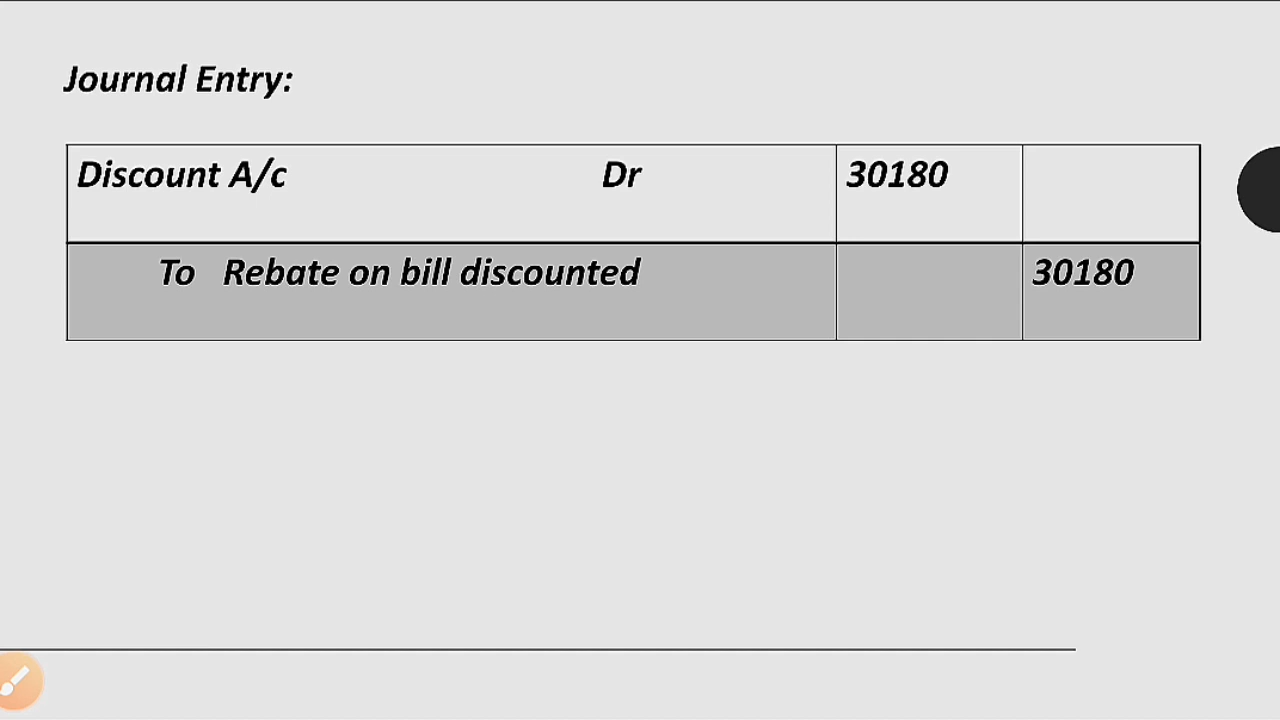 Journal Entry:
Discount A/c Dr 30180
To Rebate on bill discounted 30180